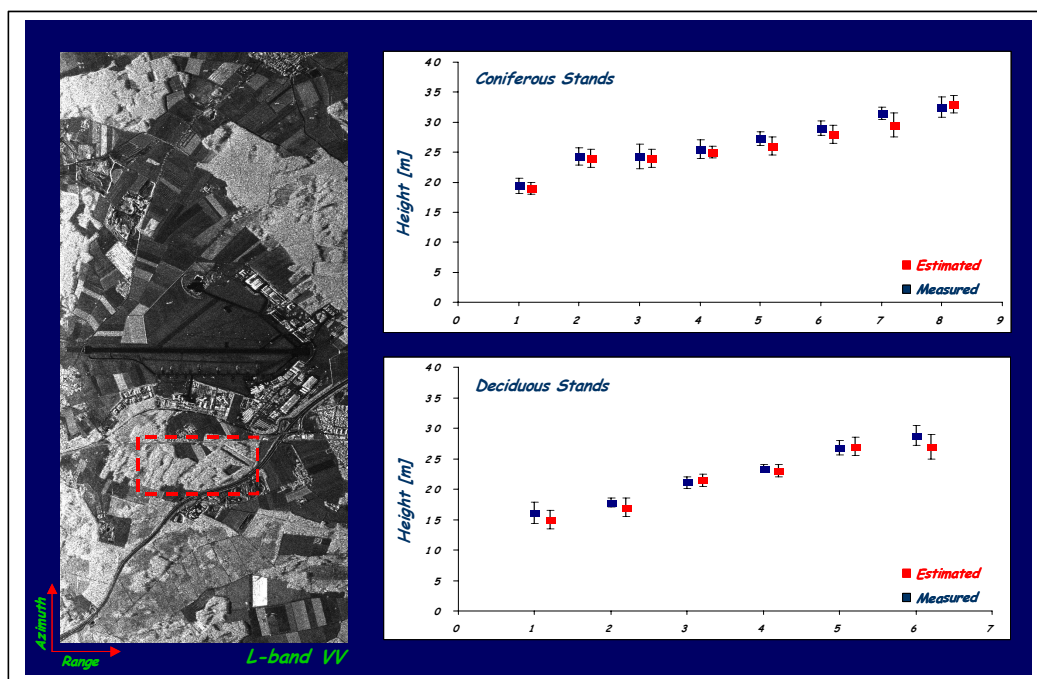 Coniferous Stands
Height [m]
40
35
30
25
20
15
10
5
0
0 1 2 3 4 5 6 7 8 9
Estimated
Measured
Deciduous Stands
Height [m]
40
35
30
25
20
15
10
5
0
0 1 2 3 4 5 6 7
Estimated
Measured
Azimuth
Range
L-band VV